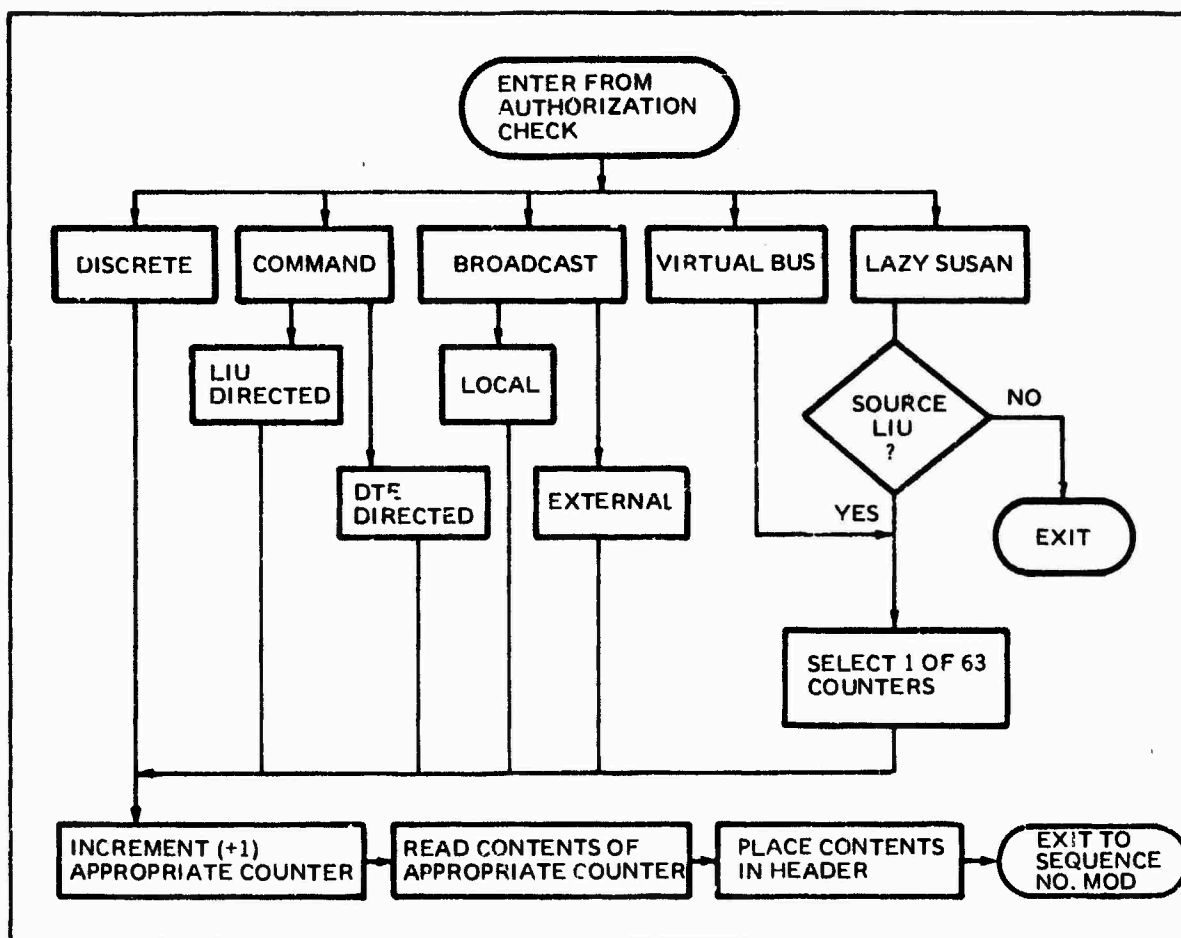 ENTER FROM
AUTHORIZATION
CHECK
DISCRETE
COMMAND
BROADCAST
VIRTUAL BUS
LAZY SUSAN
LIU
DIRECTED
LOCAL
SOURCE
LIU
?
NO
DTE
DIRECTED
EXTERNAL
YES
EXIT
SELECT 1 OF 63
COUNTERS
INCREMENT (+1)
APPROPRIATE COUNTER
READ CONTENTS OF
APPROPRIATE COUNTER
PLACE CONTENTS
IN HEADER
EXIT TO
SEQUENCE
NO. MOD